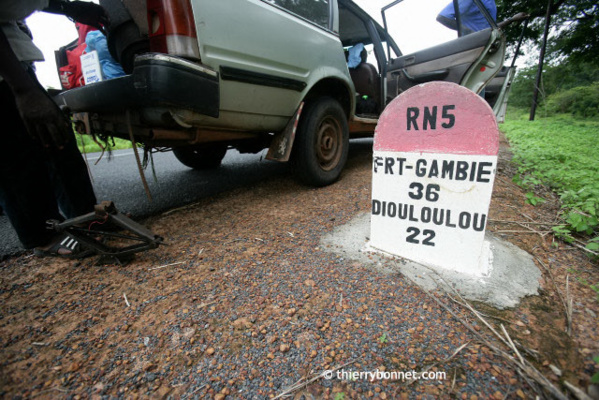 RN5
FRT-GAMBIE
36
DIOULOULOU
22
© thierrybonnet.com